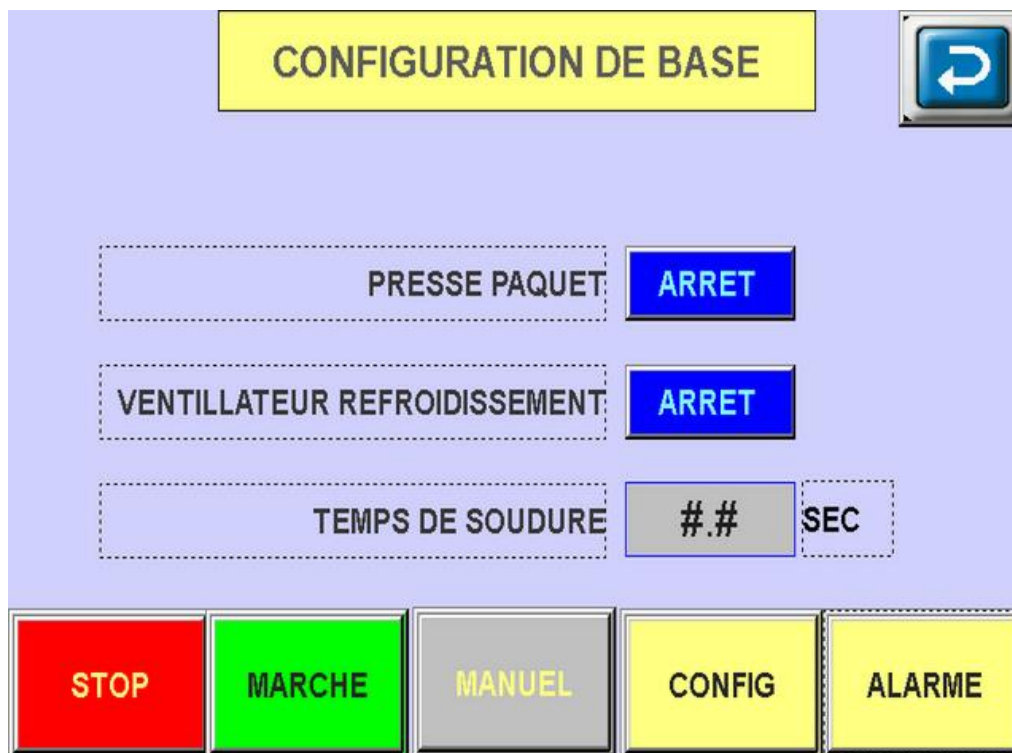 CONFIGURATION DE BASE
PRESSE PAQUET ARRET
VENTILLATEUR REFROIDISSEMENT ARRET
TEMPS DE SOUDURE #.# SEC
STOP MARCHE MANUEL CONFIG ALARME